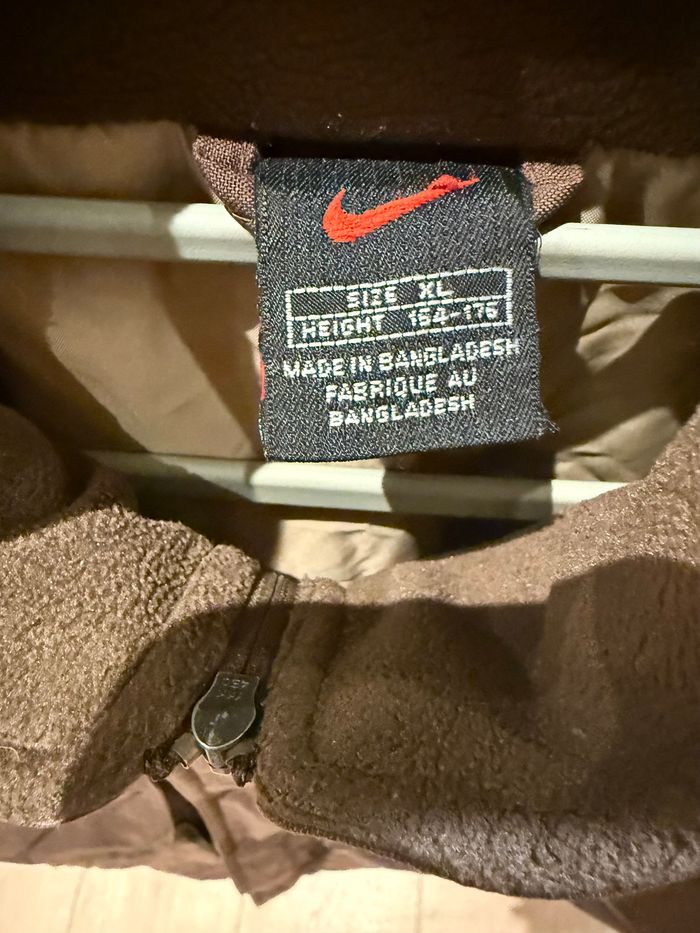 SIZE XL
HEIGHT 164-176
MADE IN BANGLADESH
FABRIQUE AU
BANGLADESH